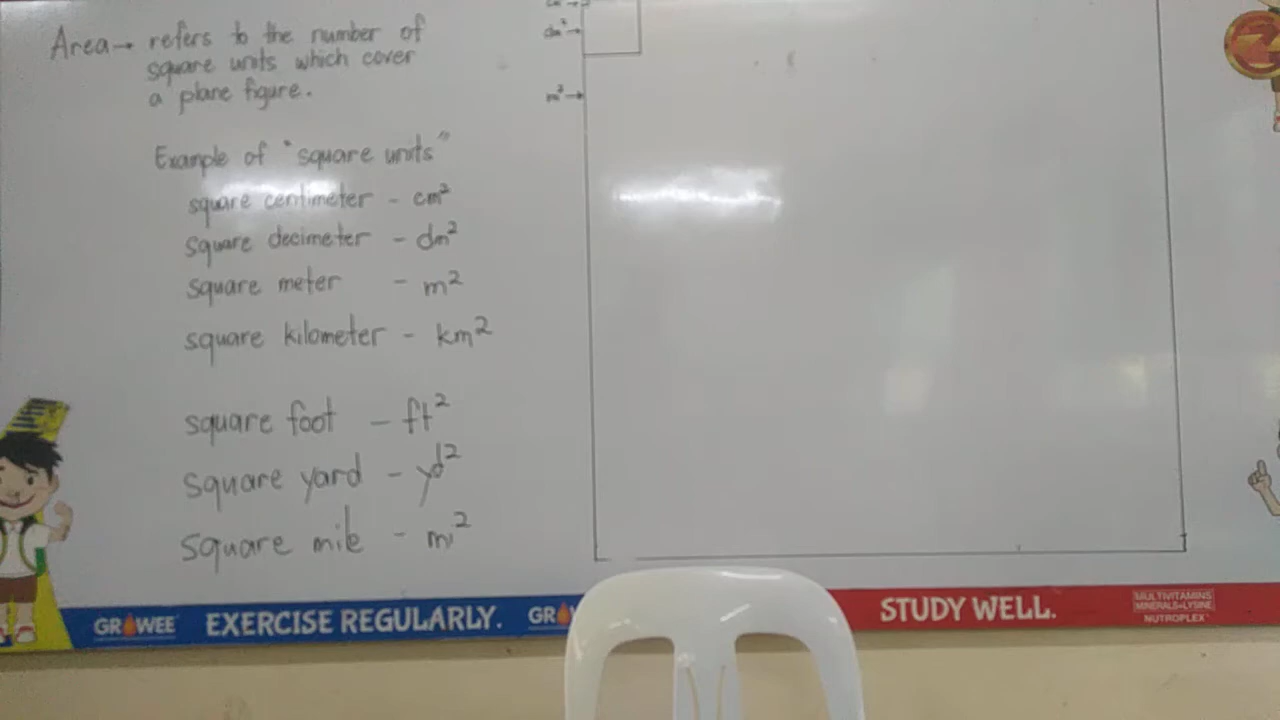 Area → refers to the number of
square units which cover
a plane figure.
Example of "square units"
square centimeter - cm²
square decimeter - dm²
square meter - m²
square kilometer - km²
square foot - ft²
square yard - yd²
square mile - mi²
dm² →
m² →
GROWEE EXERCISE REGULARLY. GRO
STUDY WELL.
MULTIVITAMINS
MINERALS+LYSINE
NUTROPLEX